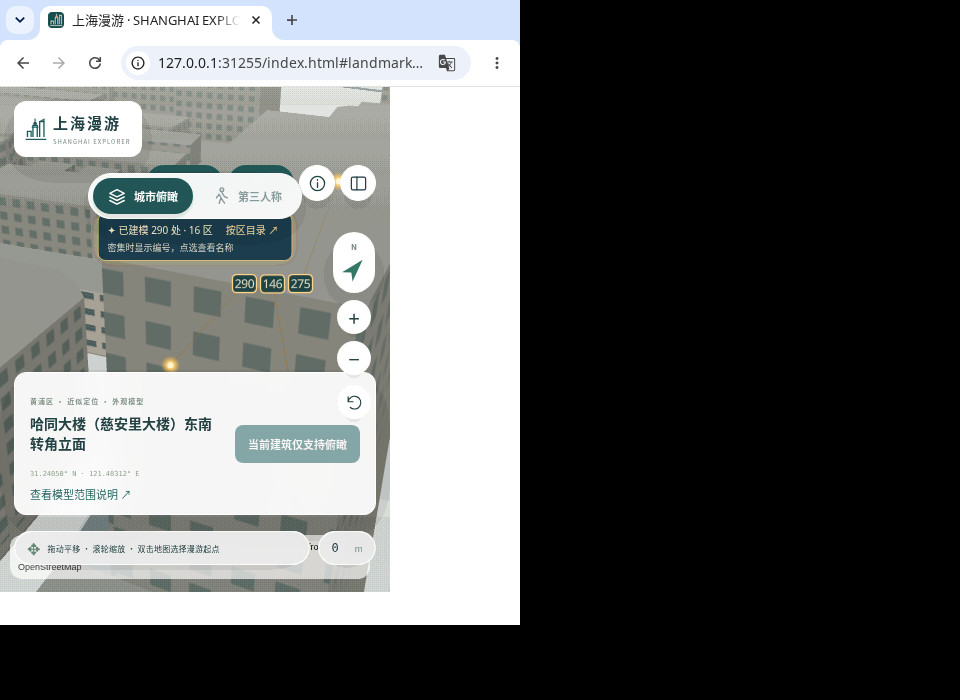 上海漫游 · SHANGHAI EXPLO
127.0.0.1:31255/index.html#landmark...
上海漫游
SHANGHAI EXPLORER
城市俯瞰
第三人称
✦ 已建模 290 处 · 16 区 按区目录 ↗
密集时显示编号，点选查看名称
N
290 146 275
+
−
黄浦区 · 近似定位 · 外观模型
哈同大楼（慈安里大楼）东南
转角立面
当前建筑仅支持俯瞰
31.24050° N · 121.48312° E
查看模型范围说明 ↗
拖动平移 · 滚轮缩放 · 双击地图选择漫游起点
0 m
OpenStreetMap